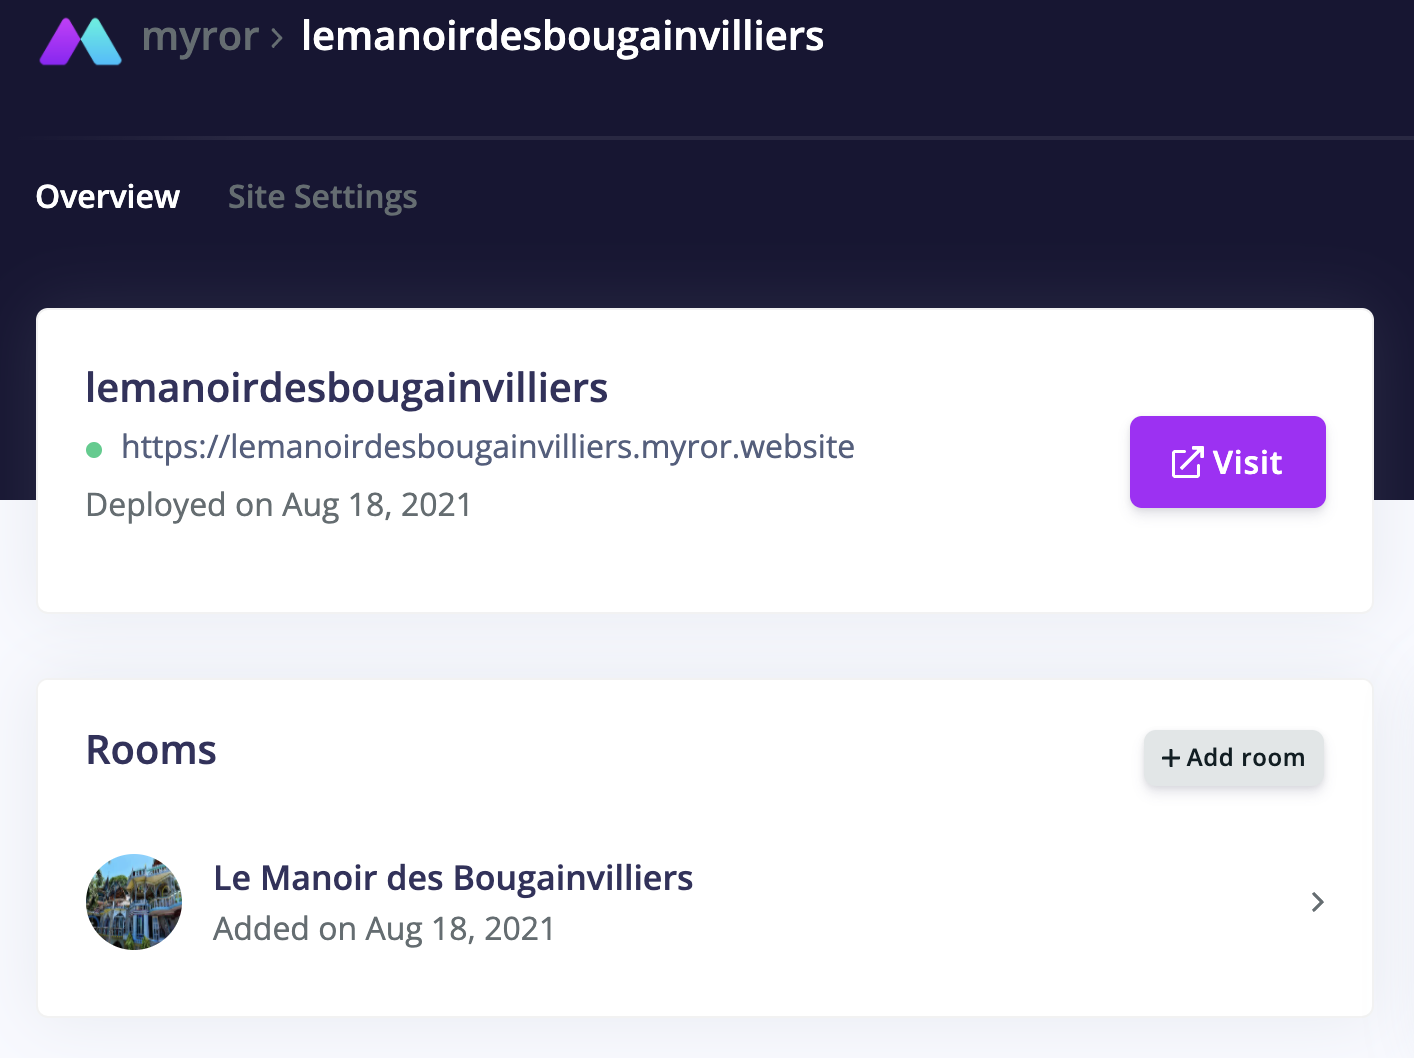 myror > lemanoirdesbougainvilliers
Overview Site Settings
lemanoirdesbougainvilliers
https://lemanoirdesbougainvilliers.myror.website
Deployed on Aug 18, 2021
Visit
Rooms
+ Add room
Le Manoir des Bougainvilliers
Added on Aug 18, 2021